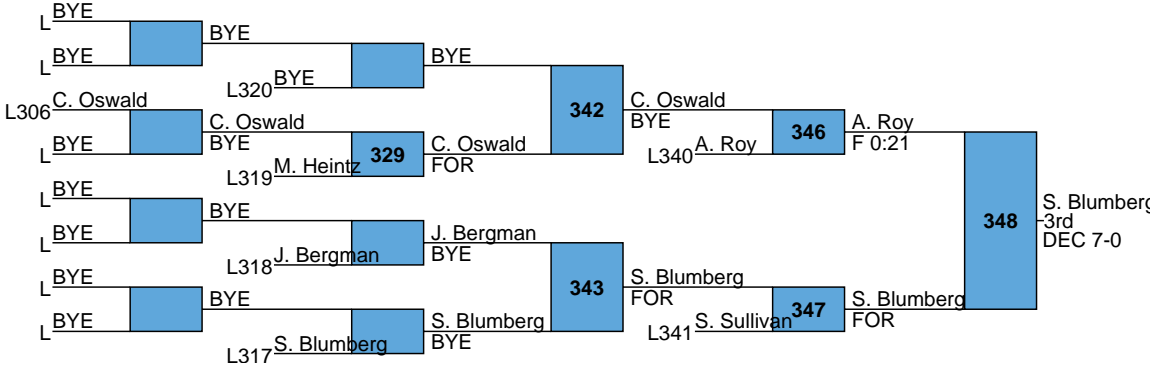 BYE
L
BYE
BYE
L
BYE
L320
BYE
342
C. Oswald
BYE
L306
C. Oswald
C. Oswald
BYE
L
BYE
329
C. Oswald
FOR
L319
M. Heintz
346
A. Roy
F 0:21
L340
A. Roy
L
BYE
BYE
L
BYE
J. Bergman
BYE
L318
J. Bergman
343
S. Blumberg
FOR
L
BYE
BYE
L
BYE
S. Blumberg
BYE
L317
S. Blumberg
347
S. Blumberg
FOR
L341
S. Sullivan
348
S. Blumberg
3rd
DEC 7-0